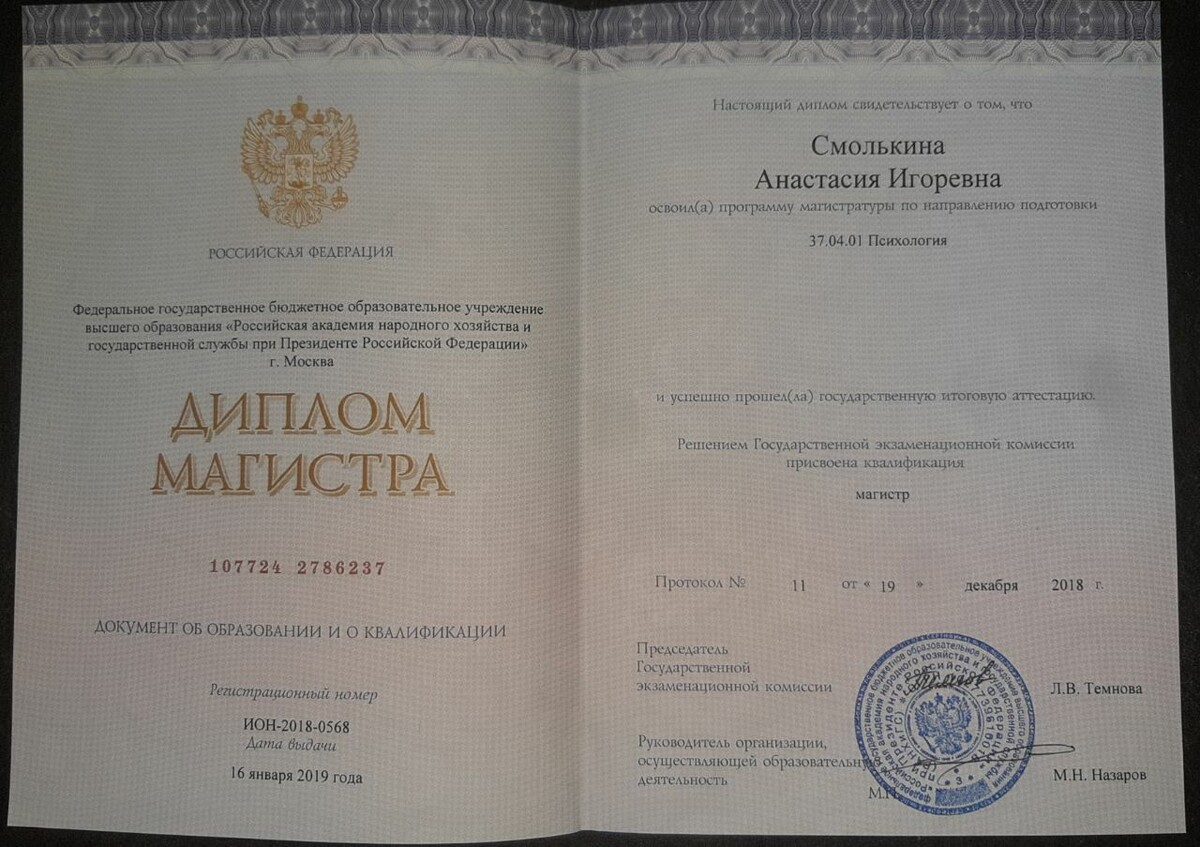 РОССИЙСКАЯ ФЕДЕРАЦИЯ
Федеральное государственное бюджетное образовательное учреждение
высшего образования «Российская академия народного хозяйства и
государственной службы при Президенте Российской Федерации»
г. Москва
ДИПЛОМ
МАГИСТРА
107724 2786237
ДОКУМЕНТ ОБ ОБРАЗОВАНИИ И О КВАЛИФИКАЦИИ
Регистрационный номер
ИОН-2018-0568
Дата выдачи
16 января 2019 года
Настоящий диплом свидетельствует о том, что
Смолькина
Анастасия Игоревна
освоил(а) программу магистратуры по направлению подготовки
37.04.01 Психология
и успешно прошел(ла) государственную итоговую аттестацию.
Решением Государственной экзаменационной комиссии
присвоена квалификация
магистр
Протокол № 11 от « 19 » декабря 2018 г.
Председатель
Государственной
экзаменационной комиссии
Л.В. Темнова
Руководитель организации,
осуществляющей образовательную
деятельность
М.Н. Назаров
М.П.